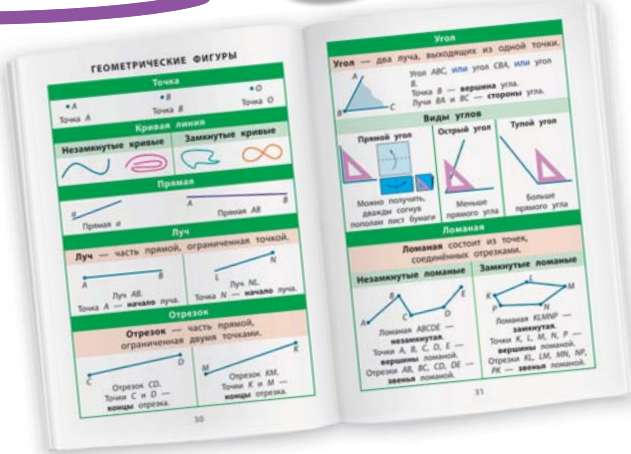 ГЕОМЕТРИЧЕСКИЕ ФИГУРЫ
Точка
A
B
O
Точка A
Точка B
Точка O
Кривая линия
Незамкнутые кривые
Замкнутые кривые
Прямая
a
A
B
Прямая a
Прямая AB
Луч
Луч — часть прямой, ограниченная точкой.
A
B
L
N
Луч AB.
Точка A — начало луча.
Луч NL.
Точка N — начало луча.
Отрезок
Отрезок — часть прямой,
ограниченная двумя точками.
C
D
M
K
Отрезок CD.
Точки C и D —
концы отрезка.
Отрезок KM.
Точки K и M —
концы отрезка.
30
Угол
Угол — два луча, выходящих из одной точки.
A
B
C
Угол ABC, или угол CBA, или угол
B.
Точка B — вершина угла.
Лучи BA и BC — стороны угла.
Виды углов
Прямой угол
Острый угол
Тупой угол
Можно получить,
дважды согнув
пополам лист бумаги
Меньше
прямого угла
Больше
прямого угла
Ломаная
Ломаная состоит из точек,
соединённых отрезками.
Незамкнутые ломаные
Замкнутые ломаные
A
B
C
D
E
K
L
M
N
P
Ломаная ABCDE —
незамкнутая.
Точки A, B, C, D, E —
вершины ломаной.
Отрезки AB, BC, CD, DE —
звенья ломаной.
Ломаная KLMNP —
замкнутая.
Точки K, L, M, N, P —
вершины ломаной.
Отрезки KL, LM, MN, NP,
PK — звенья ломаной.
31